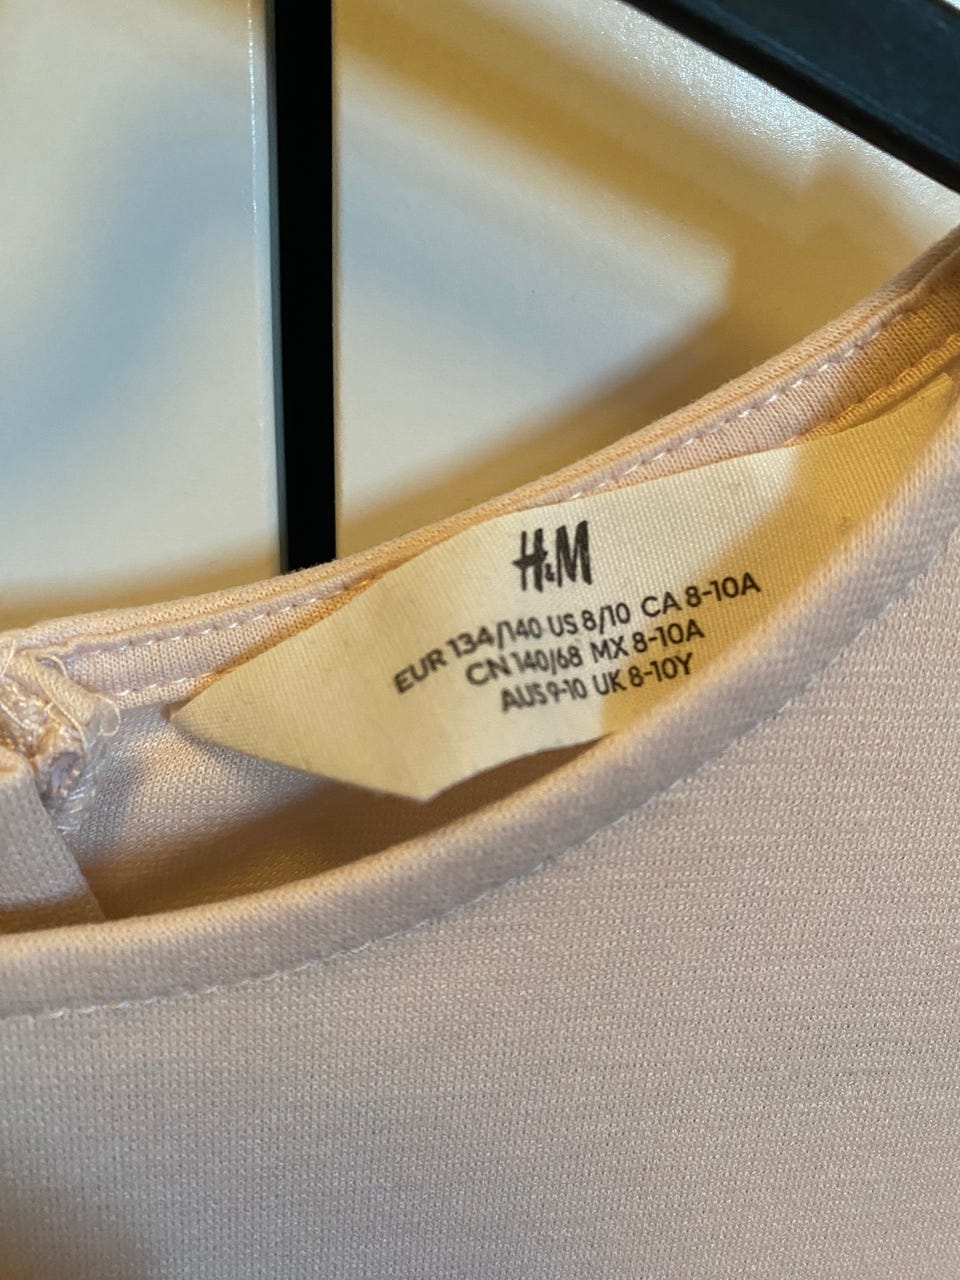 H&M
EUR 134/140 US 8/10 CA 8-10A
CN 140/68 MX 8-10A
AUS 9-10 UK 8-10Y